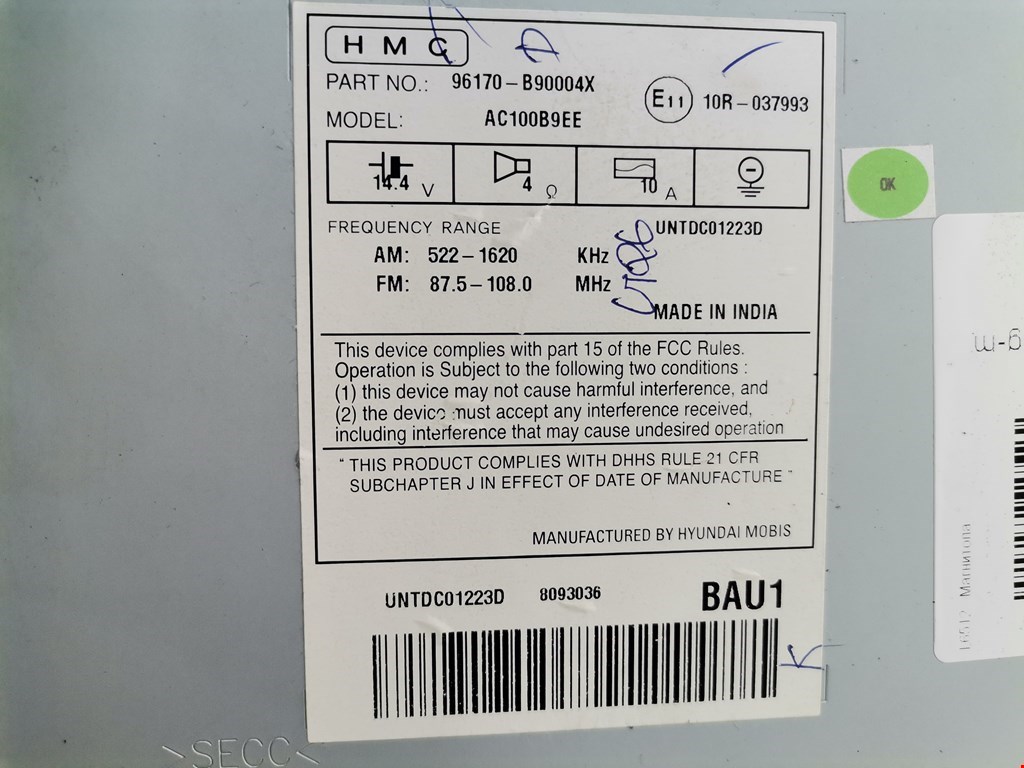 HMC
D
PART NO.: 96170-B90004X
E11 10R-037993
MODEL: AC100B9EE
14.4 V
4 Ω
10 A
OK
FREQUENCY RANGE
UNTDC01223D
AM: 522-1620 KHz
FM: 87.5-108.0 MHz
MADE IN INDIA
This device complies with part 15 of the FCC Rules.
Operation is Subject to the following two conditions :
(1) this device may not cause harmful interference, and
(2) the device must accept any interference received,
including interference that may cause undesired operation
"THIS PRODUCT COMPLIES WITH DHHS RULE 21 CFR
SUBCHAPTER J IN EFFECT OF DATE OF MANUFACTURE"
MANUFACTURED BY HYUNDAI MOBIS
UNTDC01223D 8093036 BAU1
K
>SECC<
g-m.
L6512 Магнитола